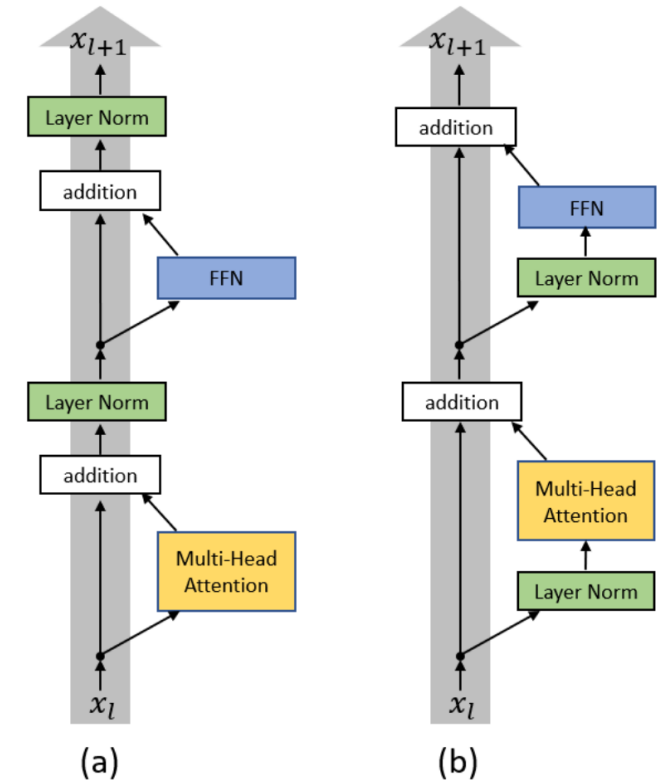 x_{l+1}
Layer Norm
addition
FFN
Layer Norm
addition
Multi-Head
Attention
x_l
(a)
x_{l+1}
addition
FFN
Layer Norm
addition
Multi-Head
Attention
Layer Norm
x_l
(b)